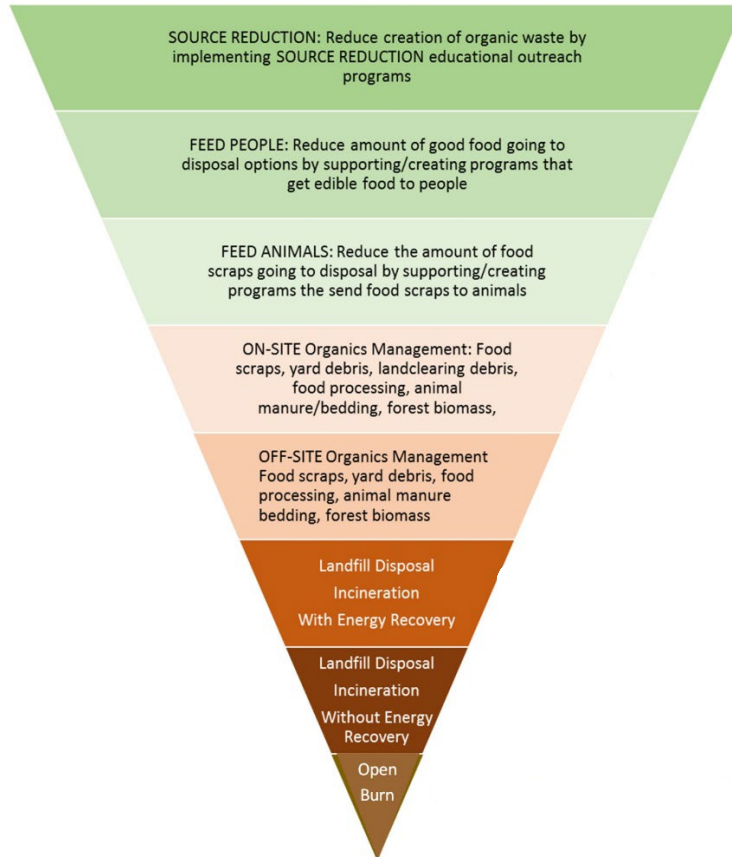 SOURCE REDUCTION: Reduce creation of organic waste by
implementing SOURCE REDUCTION educational outreach
programs
FEED PEOPLE: Reduce amount of good food going to
disposal options by supporting/creating programs that
get edible food to people
FEED ANIMALS: Reduce the amount of food
scraps going to disposal by supporting/creating
programs the send food scraps to animals
ON-SITE Organics Management: Food
scraps, yard debris, landclearing debris,
food processing, animal
manure/bedding, forest biomass,
OFF-SITE Organics Management
Food scraps, yard debris, food
processing, animal manure
bedding, forest biomass
Landfill Disposal
Incineration
With Energy Recovery
Landfill Disposal
Incineration
Without Energy
Recovery
Open
Burn